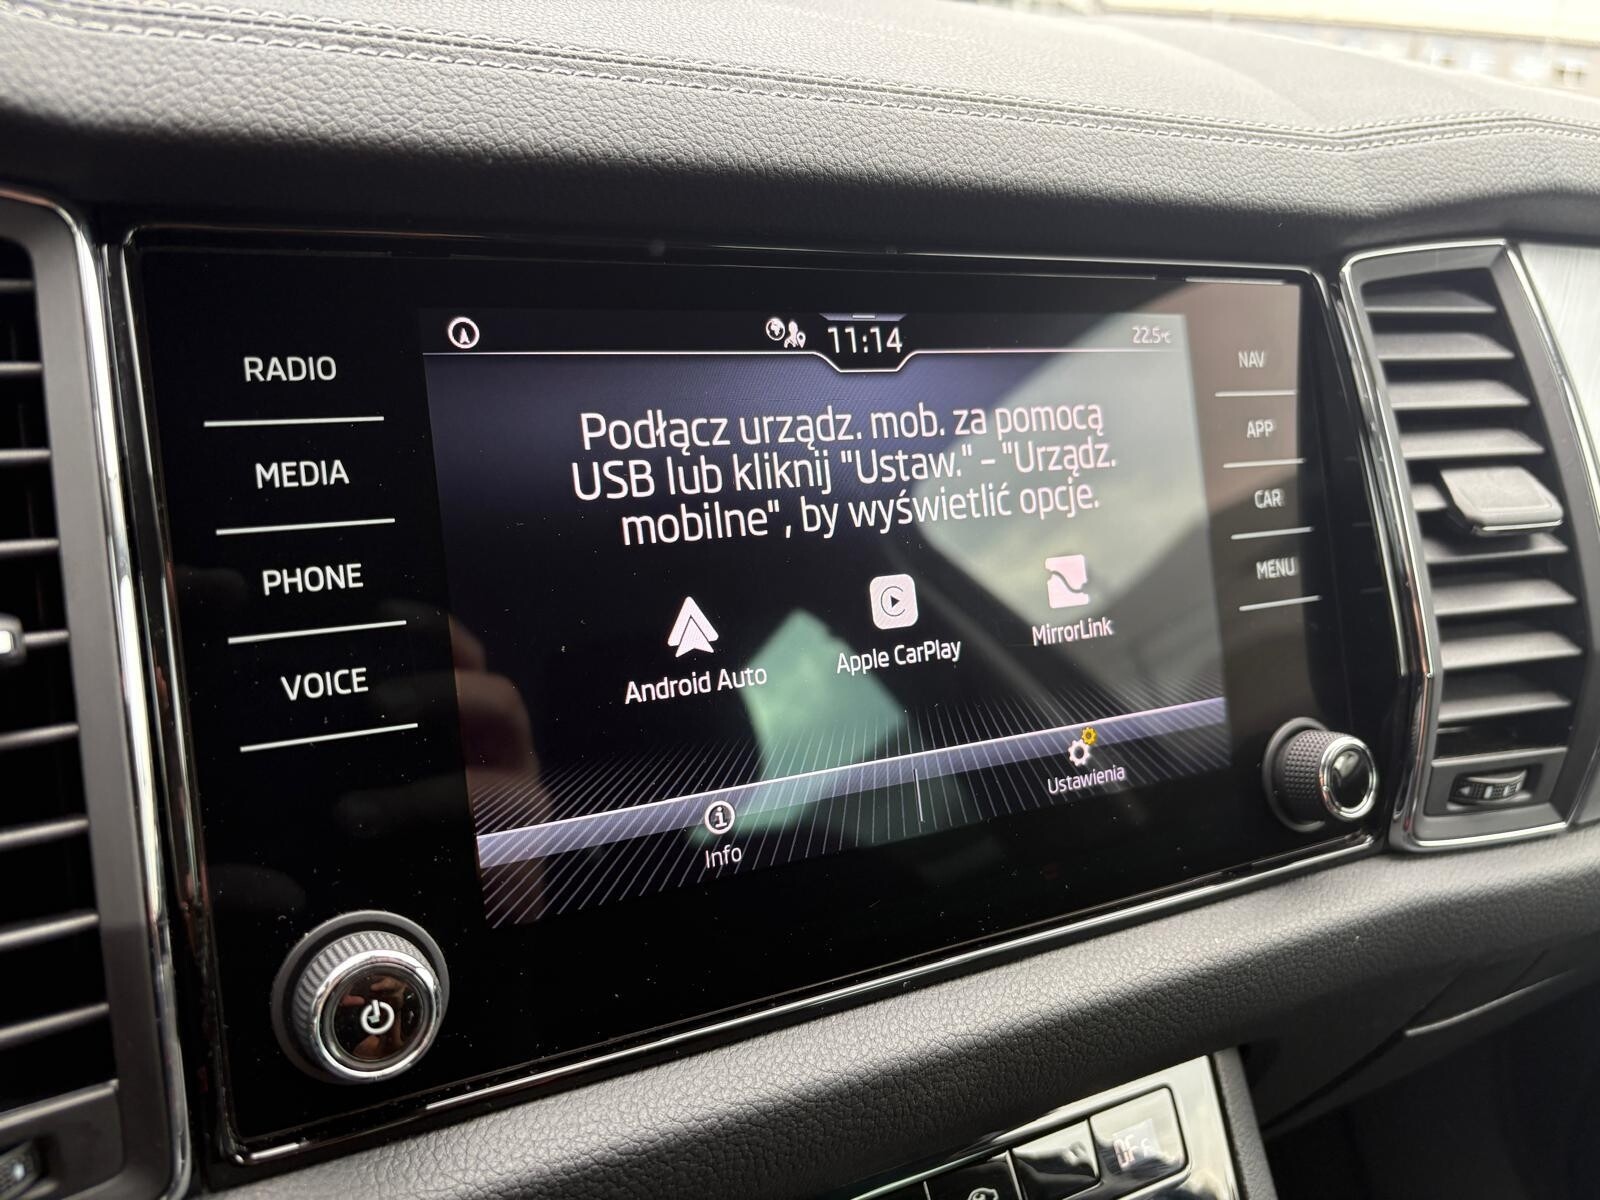 RADIO
MEDIA
PHONE
VOICE
11:14
22.5°C
Podłącz urządz. mob. za pomocą
USB lub kliknij "Ustaw." – "Urządz.
mobilne", by wyświetlić opcje.
Android Auto
Apple CarPlay
MirrorLink
Info
Ustawienia
NAV
APP
CAR
MENU
OFF